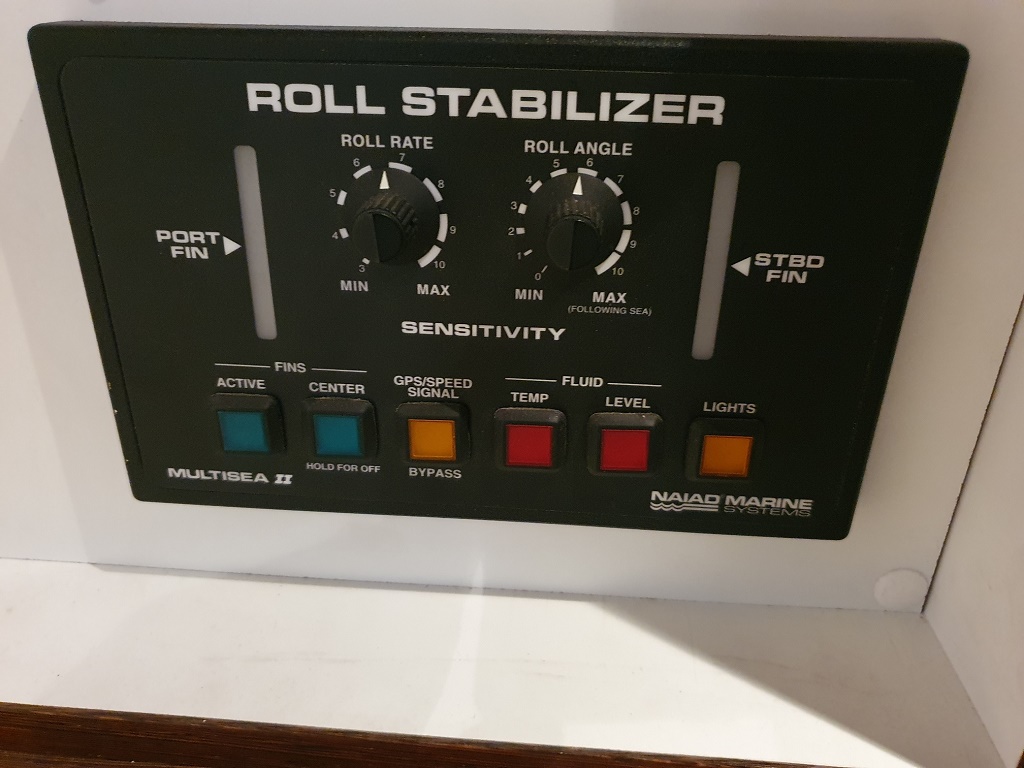 ROLL STABILIZER
ROLL RATE
3 4 5 6 7 8 9 10
MIN MAX
ROLL ANGLE
0 1 2 3 4 5 6 7 8 9 10
MIN MAX
(FOLLOWING SEA)
PORT
FIN
STBD
FIN
SENSITIVITY
FINS
ACTIVE
CENTER
HOLD FOR OFF
GPS/SPEED
SIGNAL
BYPASS
FLUID
TEMP
LEVEL
LIGHTS
MULTISEA II
NAIAD MARINE
SYSTEMS